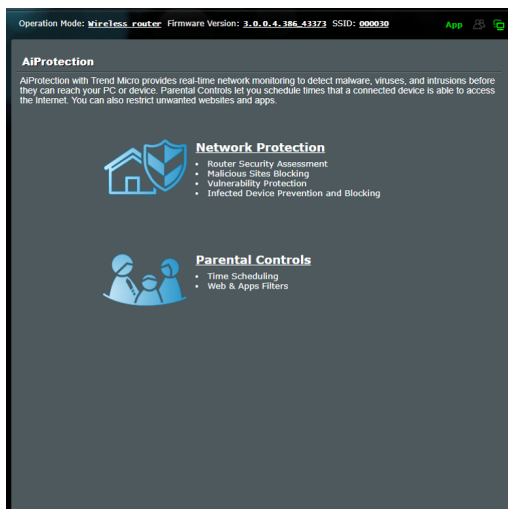 Operation Mode: Wireless router Firmware Version: 3.0.0.4.386_43373 SSID: 000030 App
AiProtection
AiProtection with Trend Micro provides real-time network monitoring to detect malware, viruses, and intrusions before
they can reach your PC or device. Parental Controls let you schedule times that a connected device is able to access
the Internet. You can also restrict unwanted websites and apps.
Network Protection
• Router Security Assessment
• Malicious Sites Blocking
• Vulnerability Protection
• Infected Device Prevention and Blocking
Parental Controls
• Time Scheduling
• Web & Apps Filters